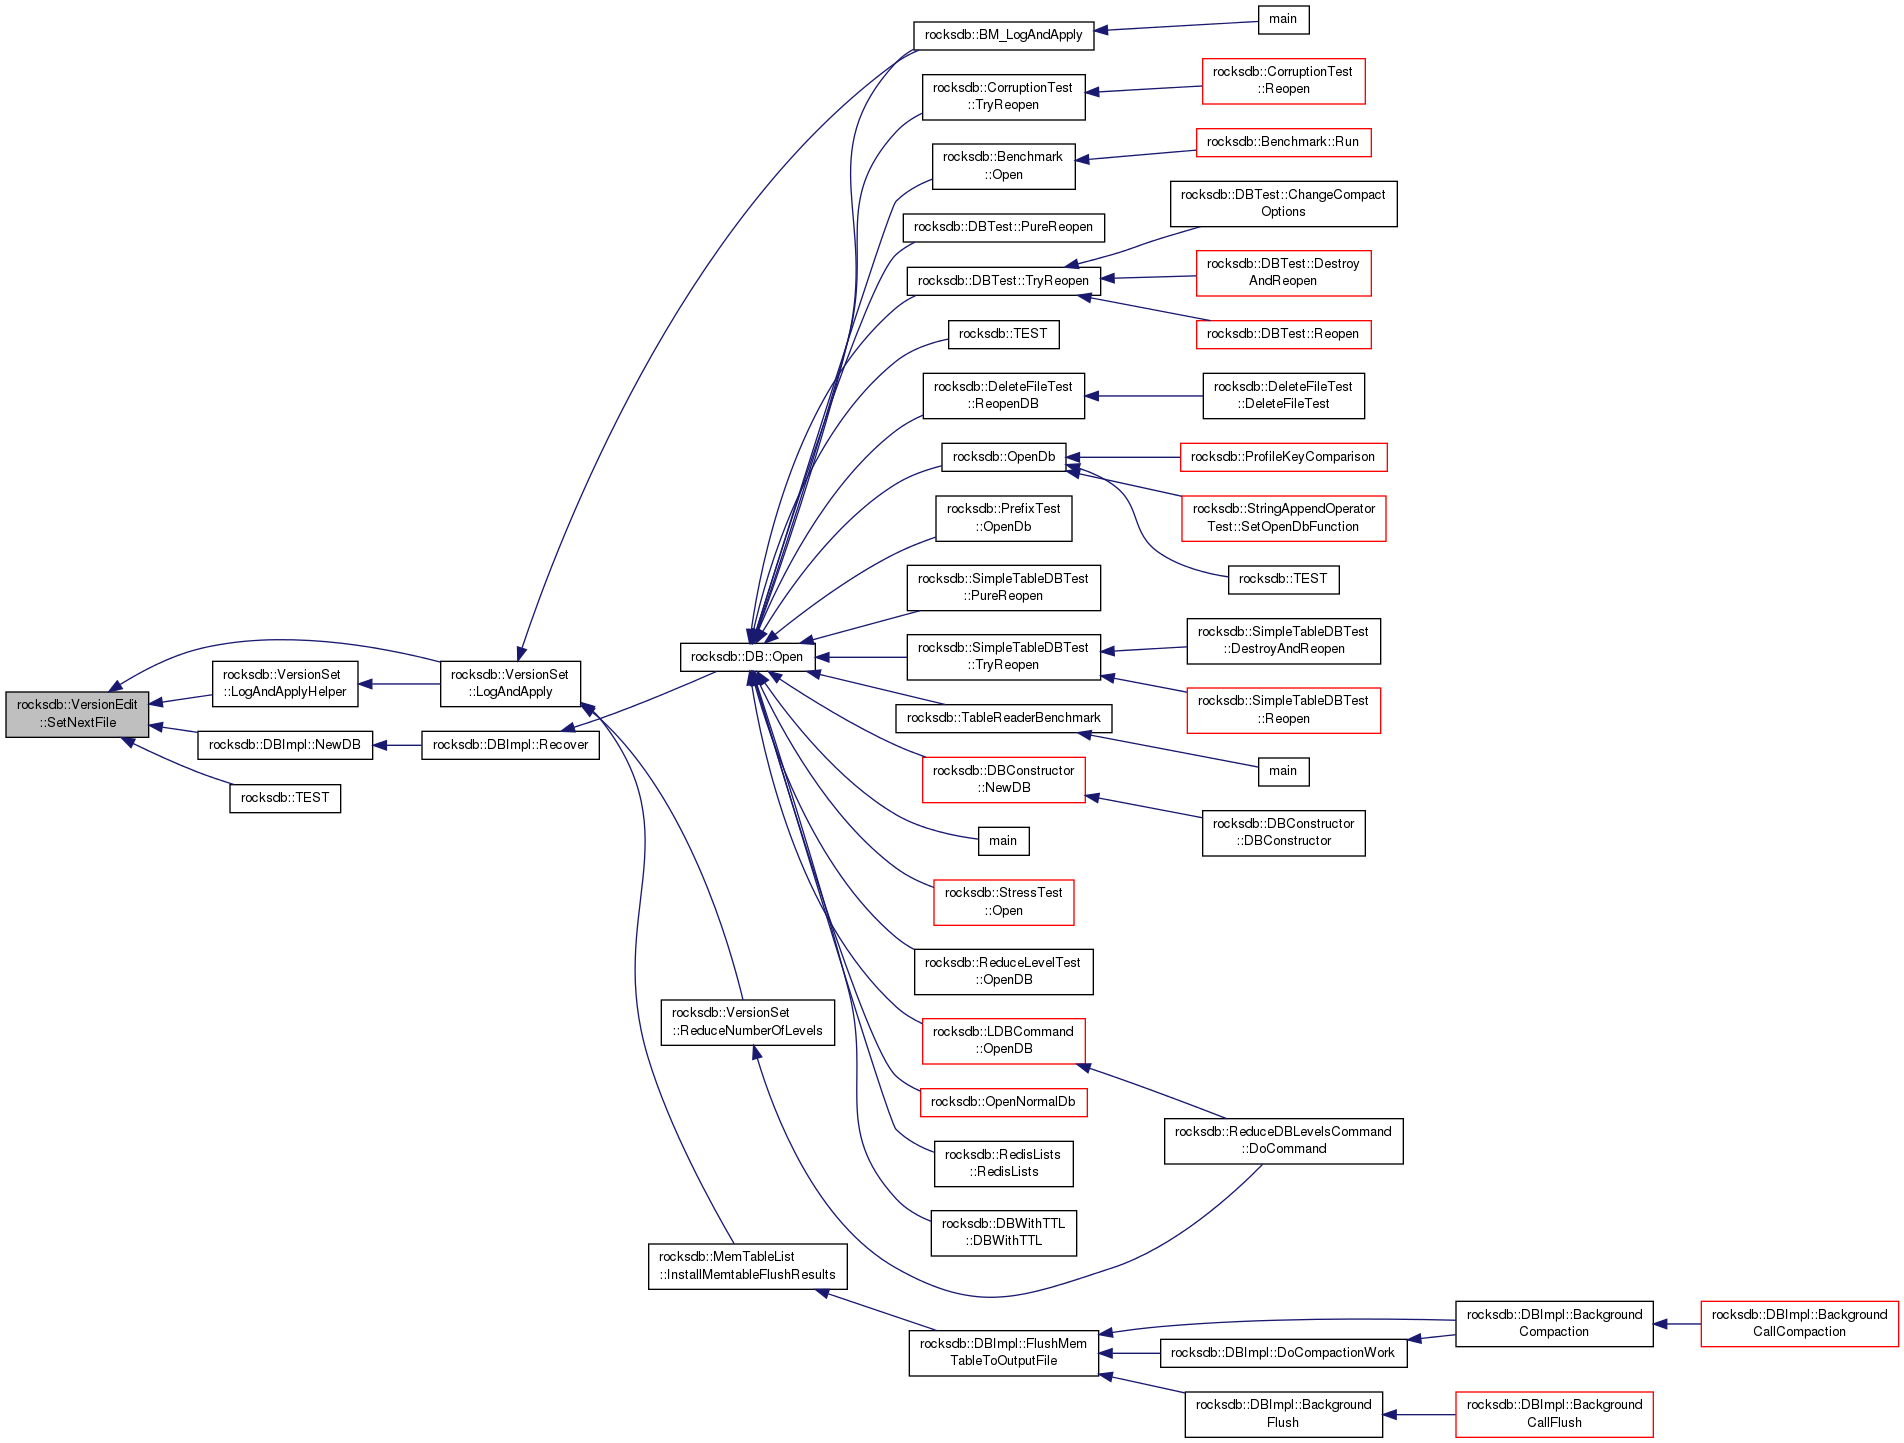 rocksdb::VersionEdit
::SetNextFile
rocksdb::VersionSet
::LogAndApplyHelper
rocksdb::DBImpl::NewDB
rocksdb::TEST
rocksdb::VersionSet
::LogAndApply
rocksdb::DBImpl::Recover
rocksdb::DB::Open
rocksdb::VersionSet
::ReduceNumberOfLevels
rocksdb::MemTableList
::InstallMemtableFlushResults
rocksdb::BM_LogAndApply
rocksdb::CorruptionTest
::TryReopen
rocksdb::Benchmark
::Open
rocksdb::DBTest::PureReopen
rocksdb::DBTest::TryReopen
rocksdb::TEST
rocksdb::DeleteFileTest
::ReopenDB
rocksdb::OpenDb
rocksdb::PrefixTest
::OpenDb
rocksdb::SimpleTableDBTest
::PureReopen
rocksdb::SimpleTableDBTest
::TryReopen
rocksdb::TableReaderBenchmark
rocksdb::DBConstructor
::NewDB
main
rocksdb::StressTest
::Open
rocksdb::ReduceLevelTest
::OpenDB
rocksdb::LDBCommand
::OpenDB
rocksdb::OpenNormalDb
rocksdb::RedisLists
::RedisLists
rocksdb::DBWithTTL
::DBWithTTL
rocksdb::DBImpl::FlushMem
TableToOutputFile
main
rocksdb::CorruptionTest
::Reopen
rocksdb::Benchmark::Run
rocksdb::DBTest::ChangeCompact
Options
rocksdb::DBTest::Destroy
AndReopen
rocksdb::DBTest::Reopen
rocksdb::DeleteFileTest
::DeleteFileTest
rocksdb::ProfileKeyComparison
rocksdb::StringAppendOperator
Test::SetOpenDbFunction
rocksdb::TEST
rocksdb::SimpleTableDBTest
::DestroyAndReopen
rocksdb::SimpleTableDBTest
::Reopen
main
rocksdb::DBConstructor
::DBConstructor
rocksdb::ReduceDBLevelsCommand
::DoCommand
rocksdb::DBImpl::DoCompactionWork
rocksdb::DBImpl::Background
Flush
rocksdb::DBImpl::Background
Compaction
rocksdb::DBImpl::Background
CallFlush
rocksdb::DBImpl::Background
CallCompaction